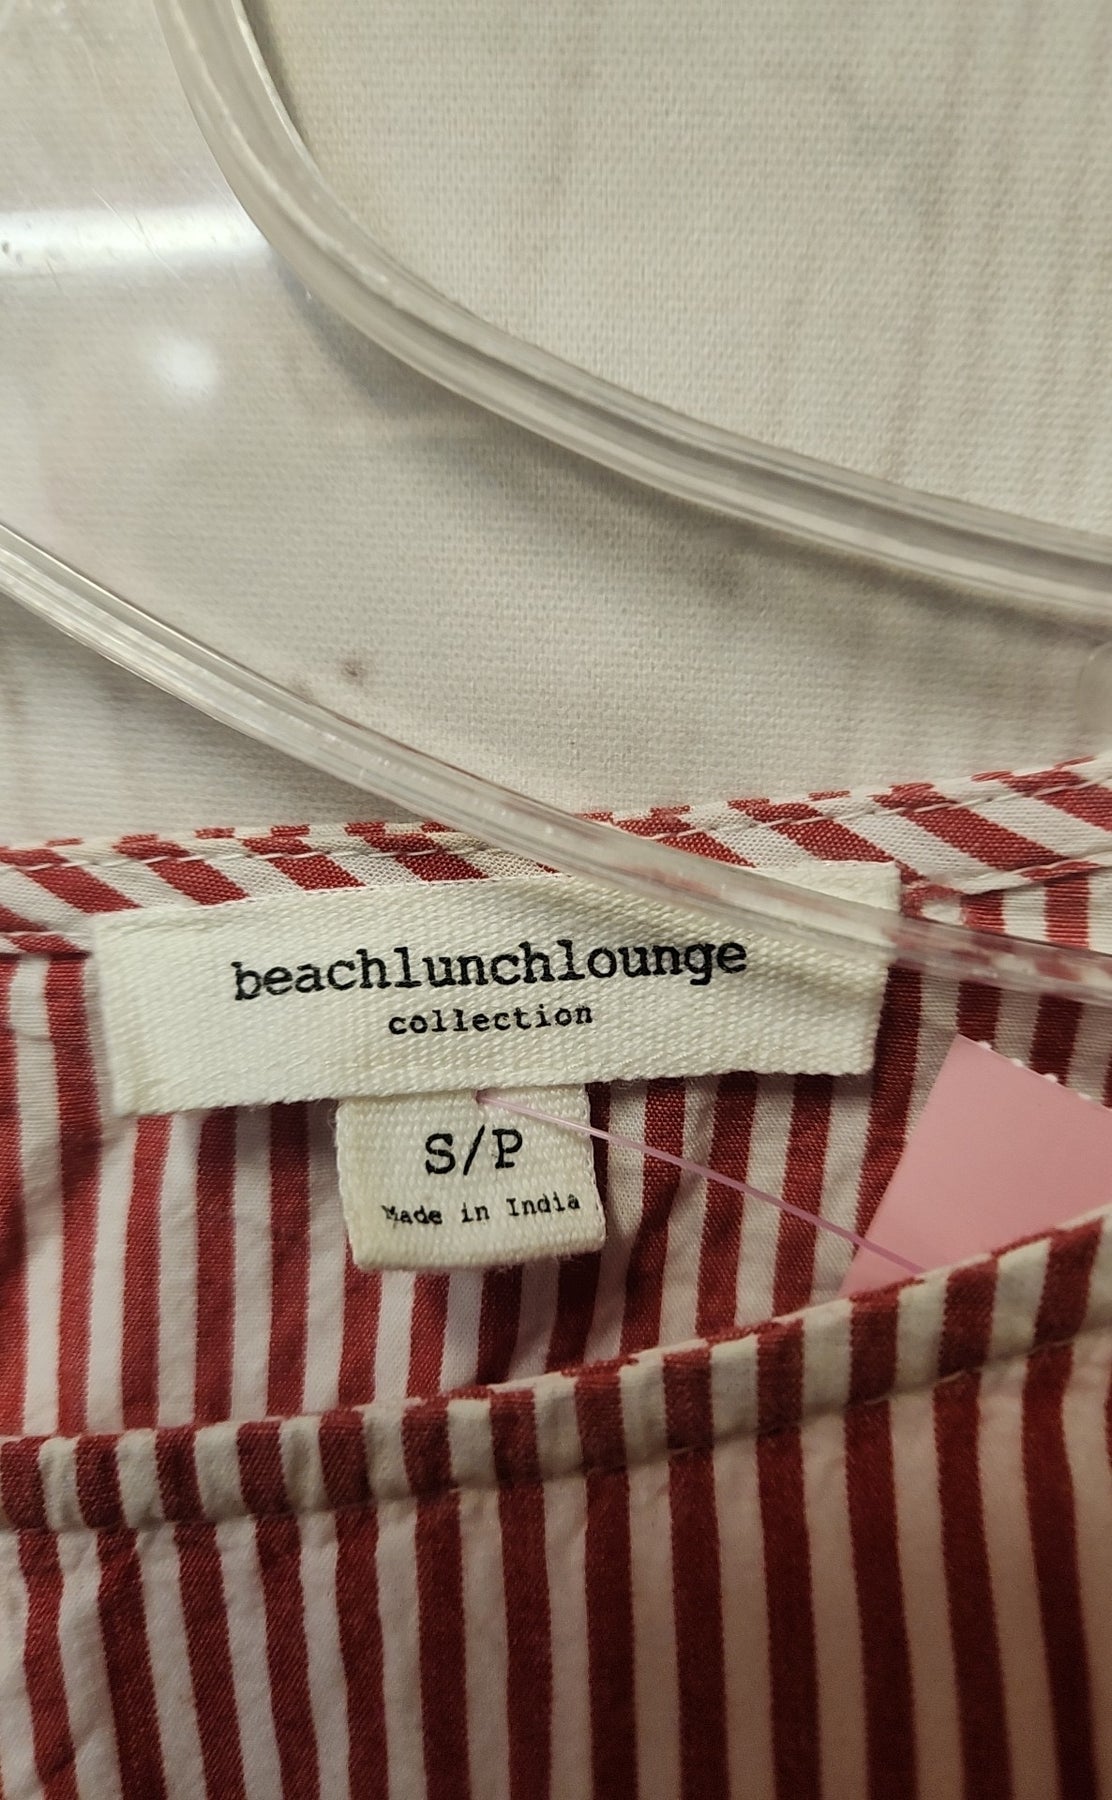 beachlunchlounge
collection
S/P
Made in India